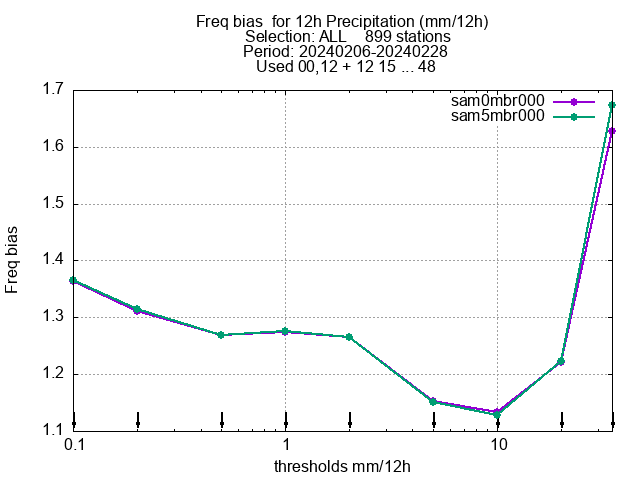 Freq bias  for 12h Precipitation (mm/12h)
Selection: ALL    899 stations
Period: 20240206-20240228
Used 00,12 + 12 15 ... 48
sam0mbr000
sam5mbr000
1.7
1.6
1.5
1.4
1.3
1.2
1.1
Freq bias
0.1
1
10
thresholds mm/12h